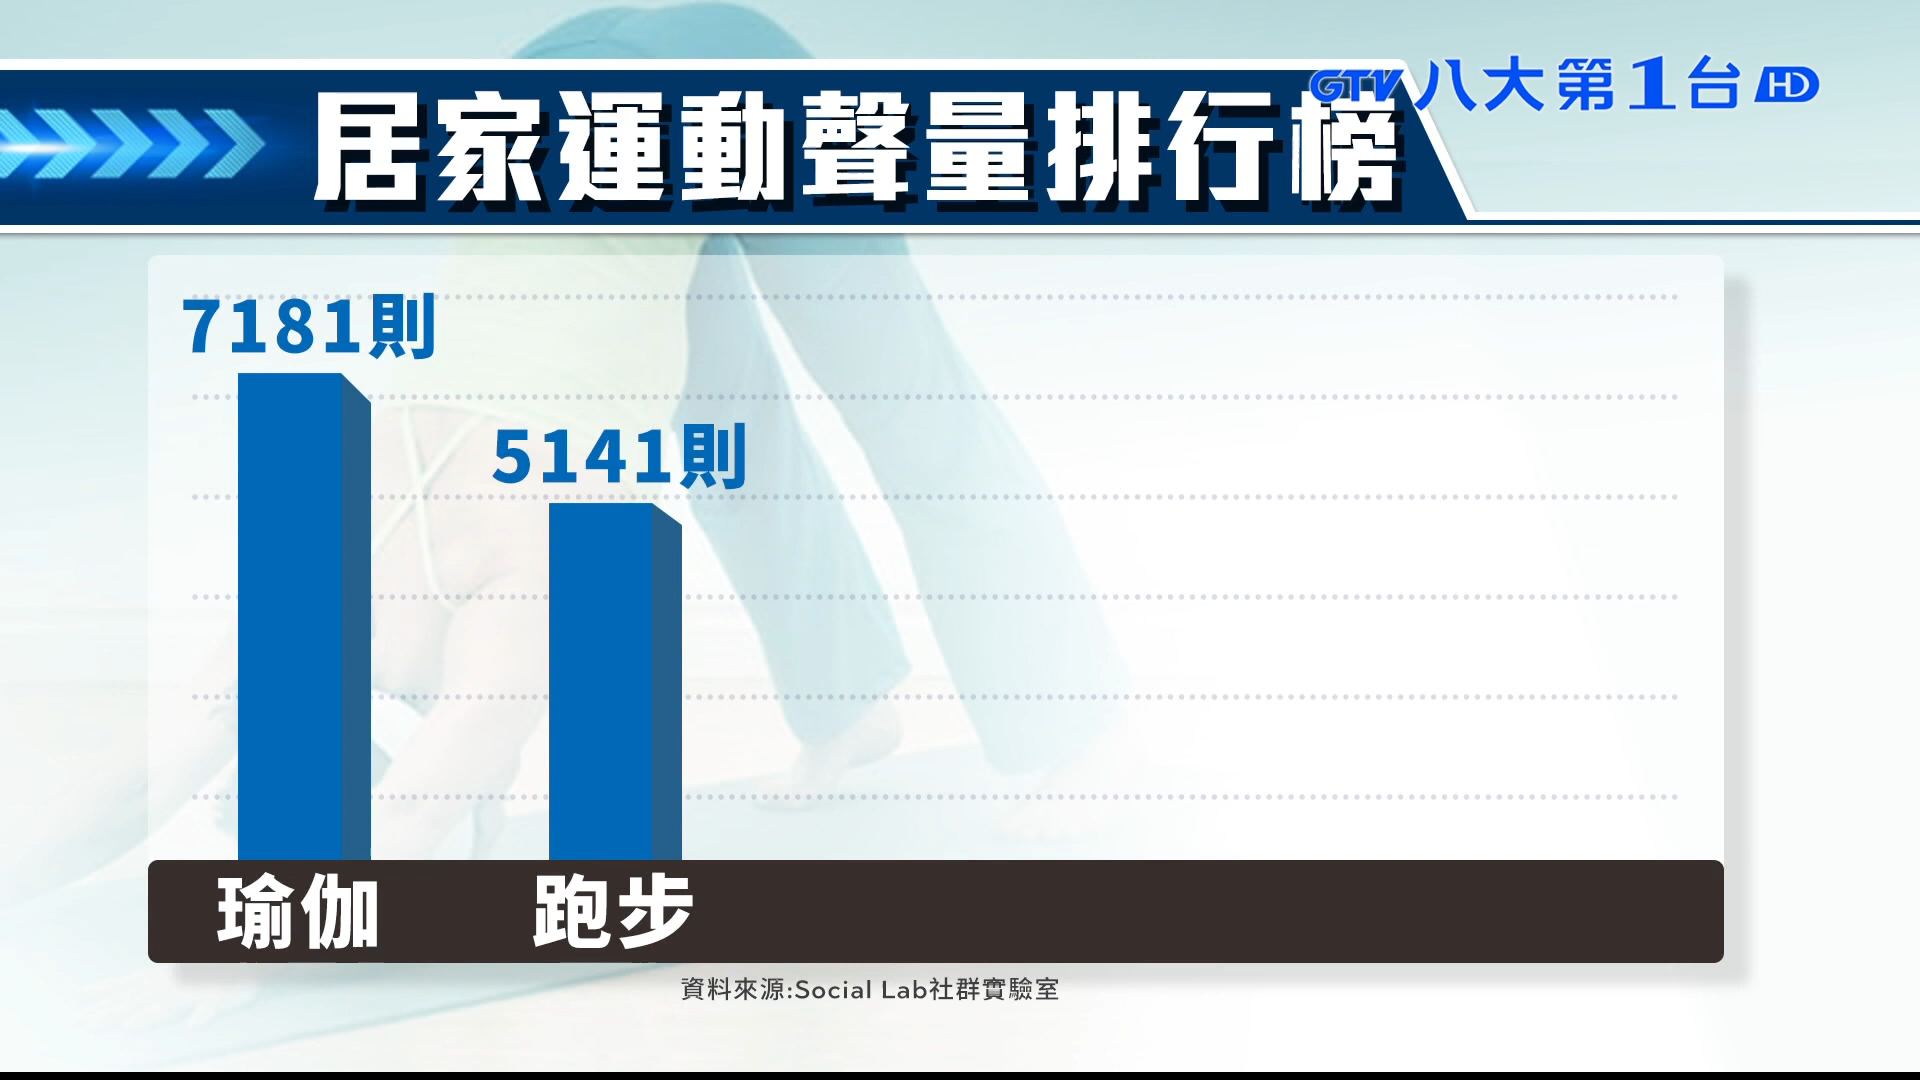 GTV 八大第1台 HD
居家運動聲量排行榜
7181則
5141則
瑜伽 跑步
資料來源:Social Lab社群實驗室